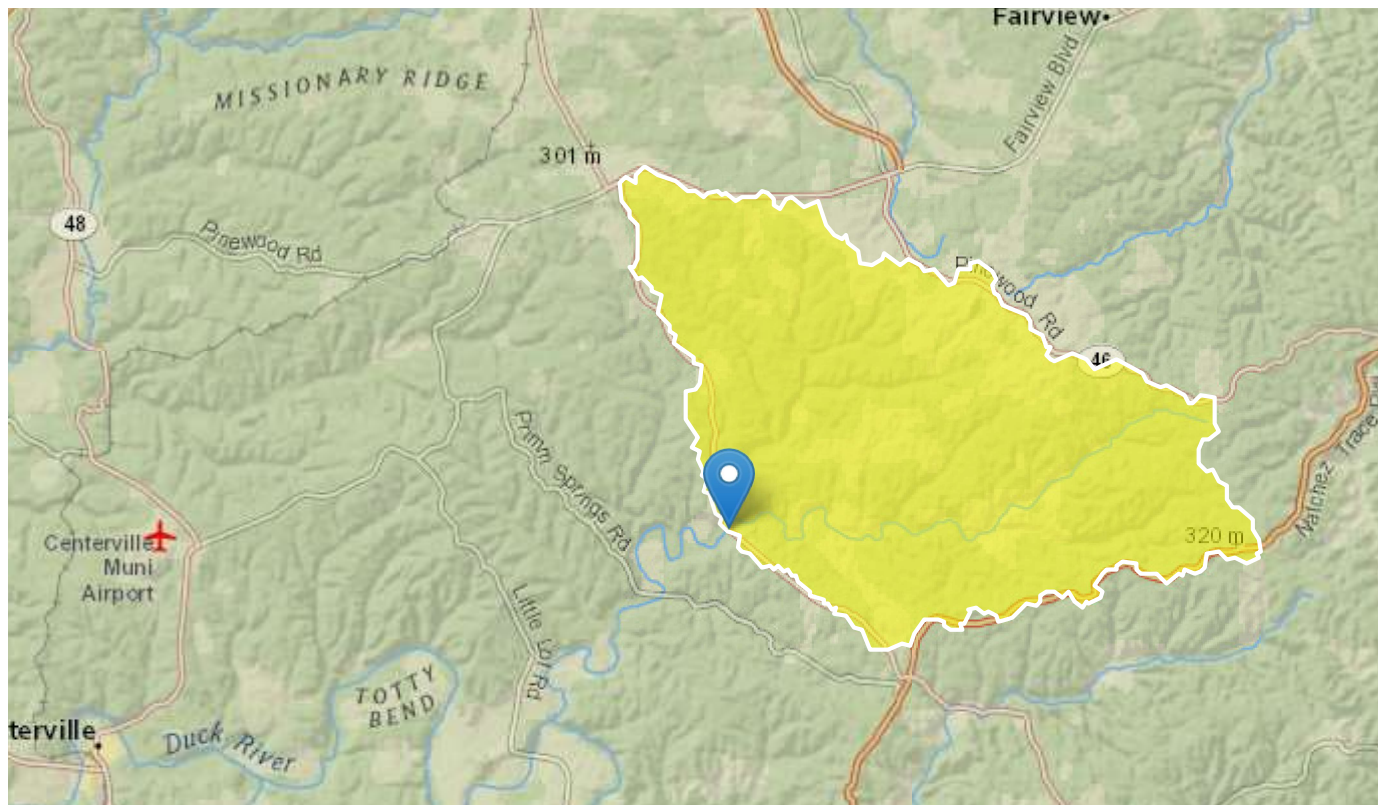 Fairview
Fairview Blvd
MISSIONARY RIDGE
301 m
48
Pinewood Rd
Pinewood Rd
46
Natchez Trace
Primm Springs Rd
320 m
Centerville
Muni
Airport
Little Lot Rd
TOTTY
BEND
terville
Duck River